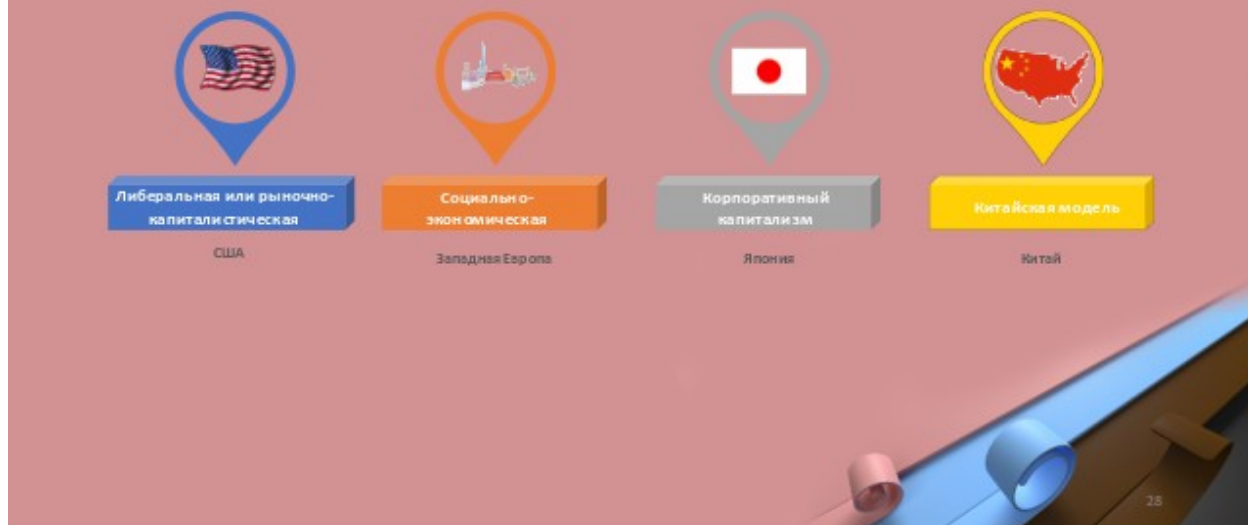 Либеральная или рыночно-
капиталистическая
США
Социально-
экономическая
Западная Европа
Корпоративный
капитализм
Япония
Китайская модель
Китай
28